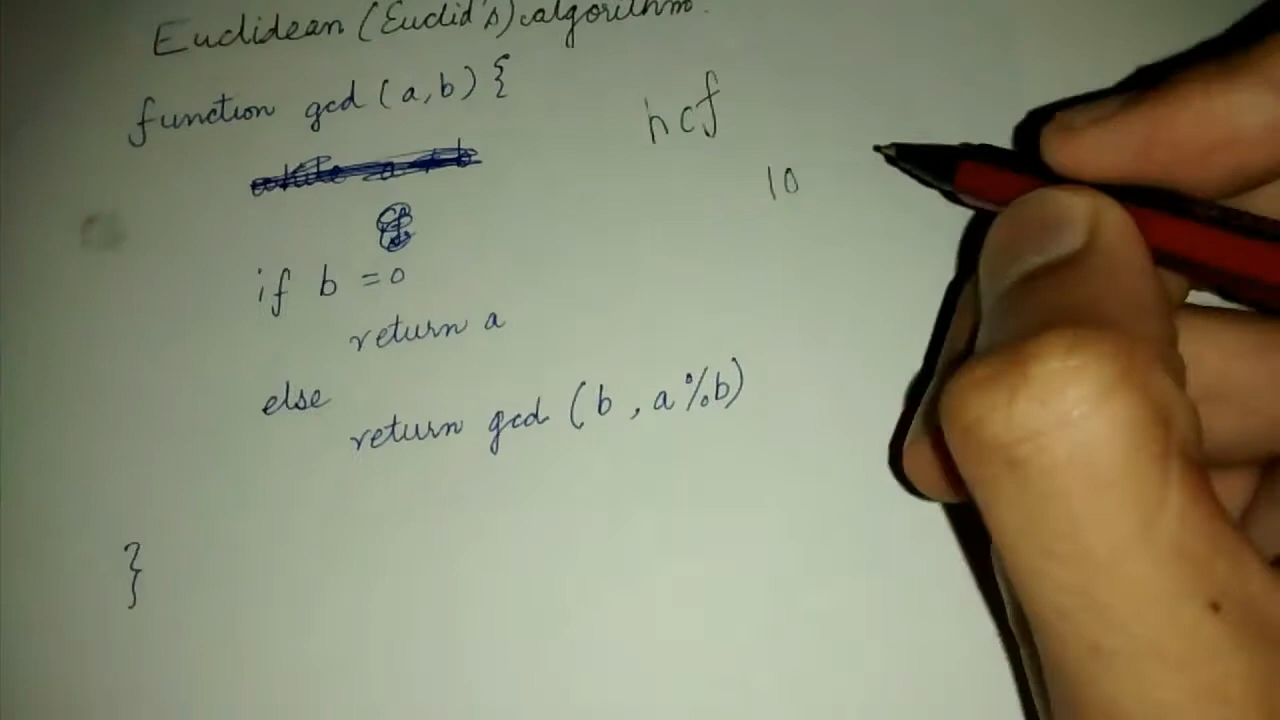 Euclidean (Euclid's) algorithm.
function gcd (a,b) {
if b = 0
return a
else
return gcd (b, a%b)
}
hcf
10